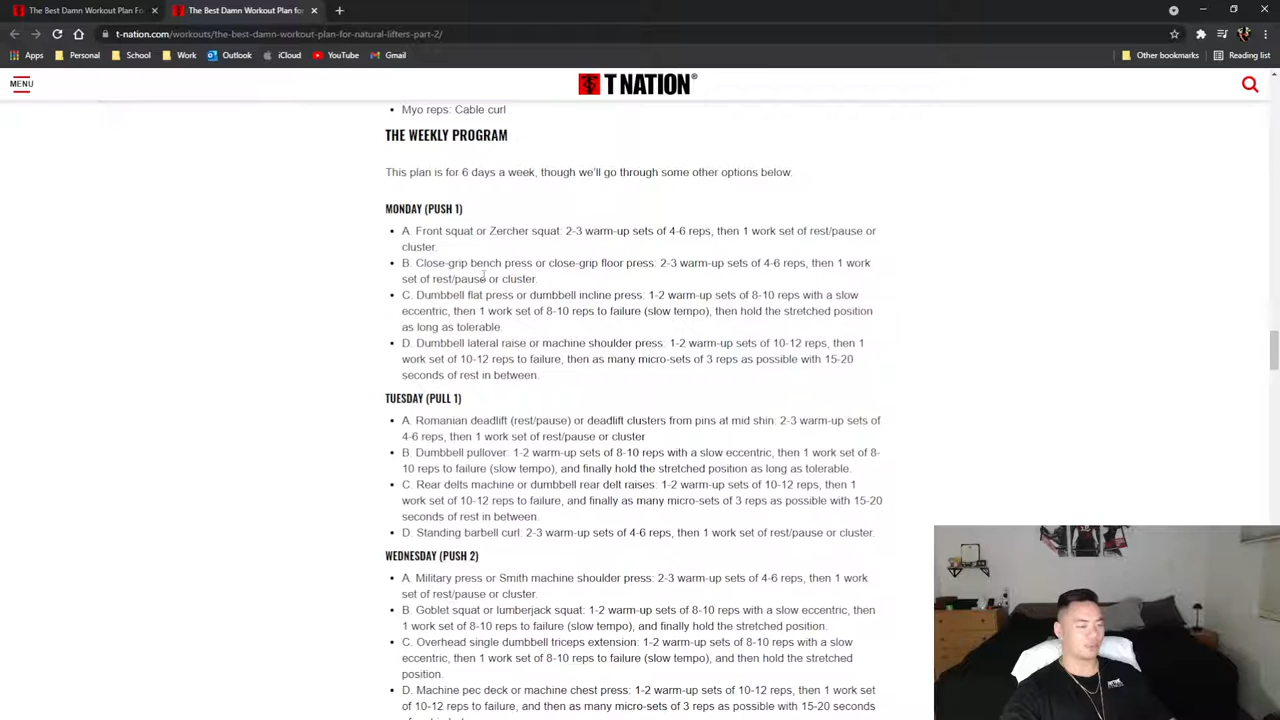 The Best Damn Workout Plan Fo
The Best Damn Workout Plan for
t-nation.com/workouts/the-best-damn-workout-plan-for-natural-lifters-part-2/
Apps
Personal
School
Work
Outlook
iCloud
YouTube
Gmail
Other bookmarks
Reading list
MENU
T NATION®
• Myo reps: Cable curl
THE WEEKLY PROGRAM
This plan is for 6 days a week, though we'll go through some other options below.
MONDAY (PUSH 1)
• A. Front squat or Zercher squat: 2-3 warm-up sets of 4-6 reps, then 1 work set of rest/pause or
cluster.
• B. Close-grip bench press or close-grip floor press: 2-3 warm-up sets of 4-6 reps, then 1 work
set of rest/pause or cluster.
• C. Dumbbell flat press or dumbbell incline press: 1-2 warm-up sets of 8-10 reps with a slow
eccentric, then 1 work set of 8-10 reps to failure (slow tempo), then hold the stretched position
as long as tolerable.
• D. Dumbbell lateral raise or machine shoulder press: 1-2 warm-up sets of 10-12 reps, then 1
work set of 10-12 reps to failure, then as many micro-sets of 3 reps as possible with 15-20
seconds of rest in between.
TUESDAY (PULL 1)
• A. Romanian deadlift (rest/pause) or deadlift clusters from pins at mid shin: 2-3 warm-up sets of
4-6 reps, then 1 work set of rest/pause or cluster
• B. Dumbbell pullover: 1-2 warm-up sets of 8-10 reps with a slow eccentric, then 1 work set of 8-
10 reps to failure (slow tempo), and finally hold the stretched position as long as tolerable.
• C. Rear delts machine or dumbbell rear delt raises: 1-2 warm-up sets of 10-12 reps, then 1
work set of 10-12 reps to failure, and finally as many micro-sets of 3 reps as possible with 15-20
seconds of rest in between.
• D. Standing barbell curl: 2-3 warm-up sets of 4-6 reps, then 1 work set of rest/pause or cluster.
WEDNESDAY (PUSH 2)
• A. Military press or Smith machine shoulder press: 2-3 warm-up sets of 4-6 reps, then 1 work
set of rest/pause or cluster.
• B. Goblet squat or lumberjack squat: 1-2 warm-up sets of 8-10 reps with a slow eccentric, then
1 work set of 8-10 reps to failure (slow tempo), and finally hold the stretched position.
• C. Overhead single dumbbell triceps extension: 1-2 warm-up sets of 8-10 reps with a slow
eccentric, then 1 work set of 8-10 reps to failure (slow tempo), and then hold the stretched
position.
• D. Machine pec deck or machine chest press: 1-2 warm-up sets of 10-12 reps, then 1 work set
of 10-12 reps to failure, and then as many micro-sets of 3 reps as possible with 15-20 seconds